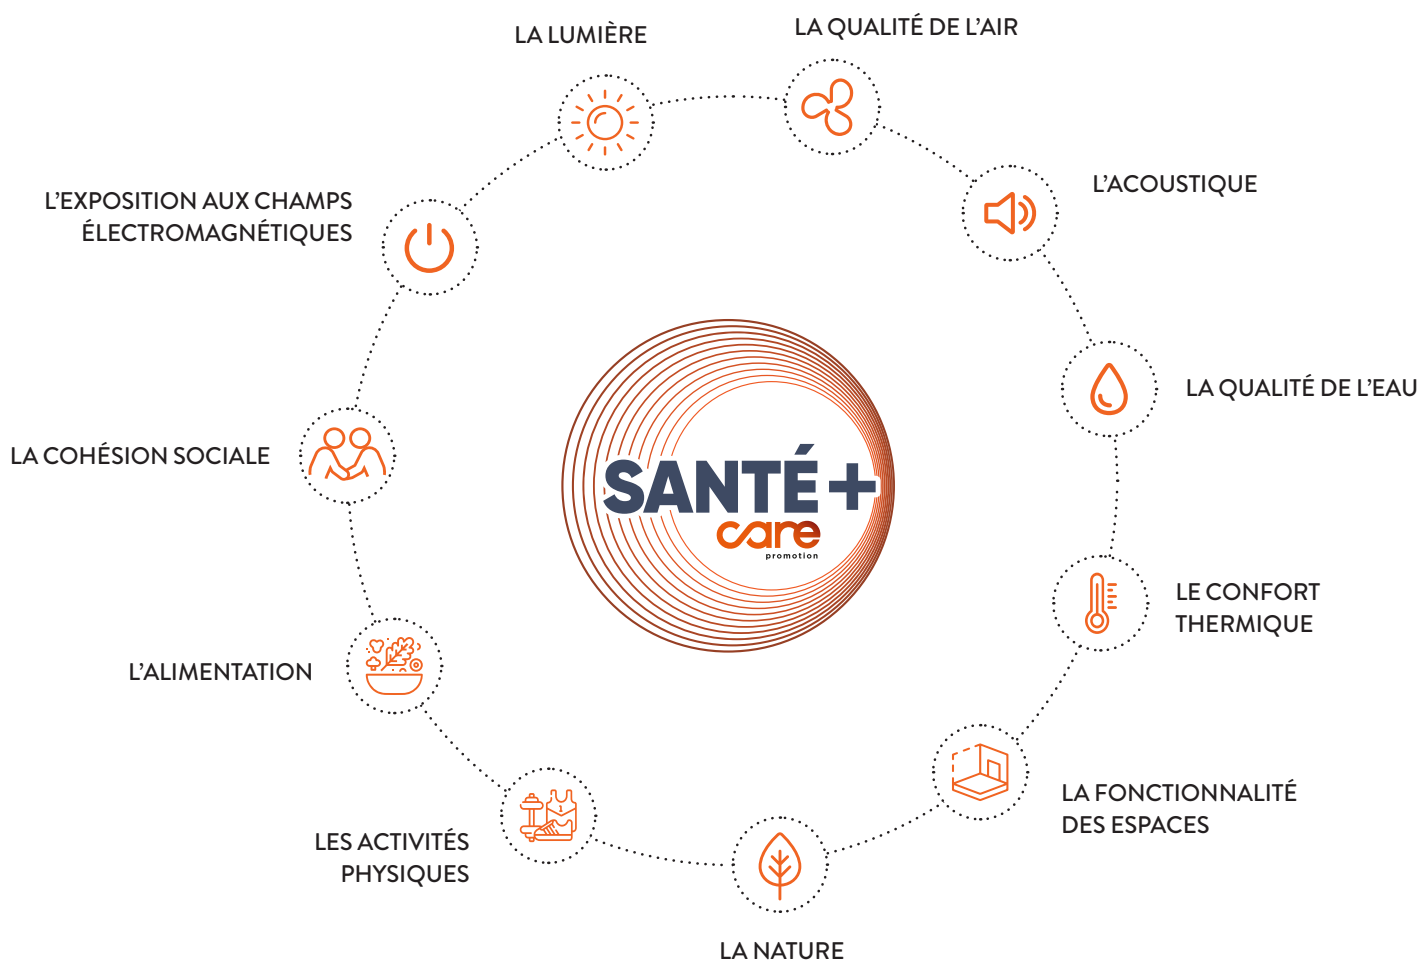 LA LUMIÈRE
LA QUALITÉ DE L'AIR
L'ACOUSTIQUE
LA QUALITÉ DE L'EAU
LE CONFORT
THERMIQUE
LA FONCTIONNALITÉ
DES ESPACES
LA NATURE
LES ACTIVITÉS
PHYSIQUES
1
L'ALIMENTATION
LA COHÉSION SOCIALE
L'EXPOSITION AUX CHAMPS
ÉLECTROMAGNÉTIQUES
SANTÉ+
care
promotion